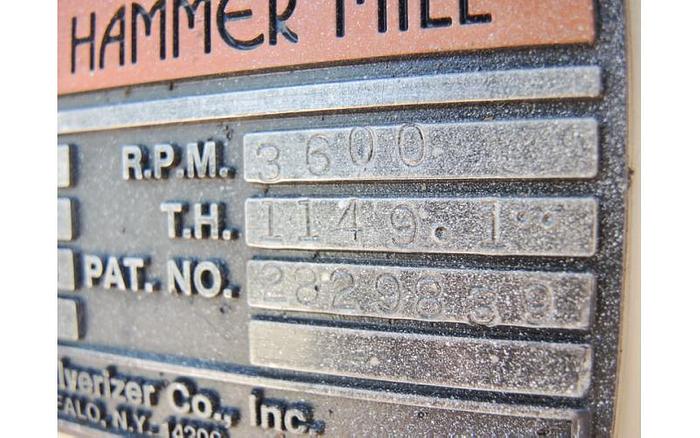 HAMMER MILL
R.P.M. 3600
T.H. 1149.1
PAT. NO. 2829839
lverizer Co., Inc.
FALO, N.Y.